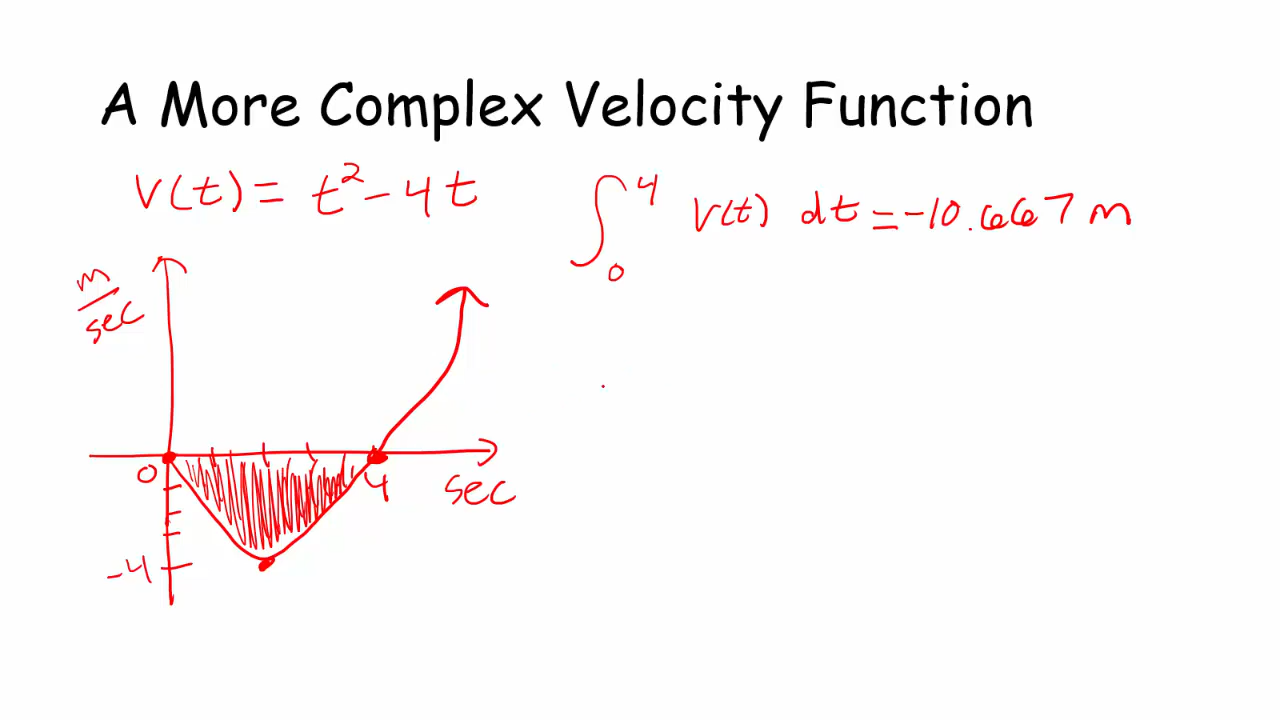 A More Complex Velocity Function
V(t) = t² - 4t
∫₀⁴ V(t) dt = -10.667 m
m/sec
0
4
sec
-4